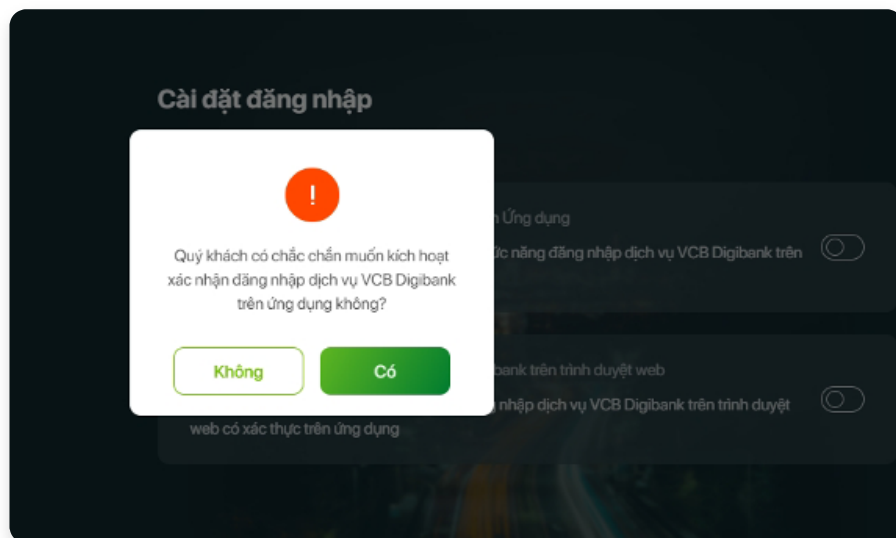 Cài đặt đăng nhập
!
Quý khách có chắc chắn muốn kích hoạt
xác nhận đăng nhập dịch vụ VCB Digibank
trên ứng dụng không?
Không
Có
Ứng dụng
năng đăng nhập dịch vụ VCB Digibank trên
trên trình duyệt web
nhập dịch vụ VCB Digibank trên trình duyệt
web có xác thực trên ứng dụng